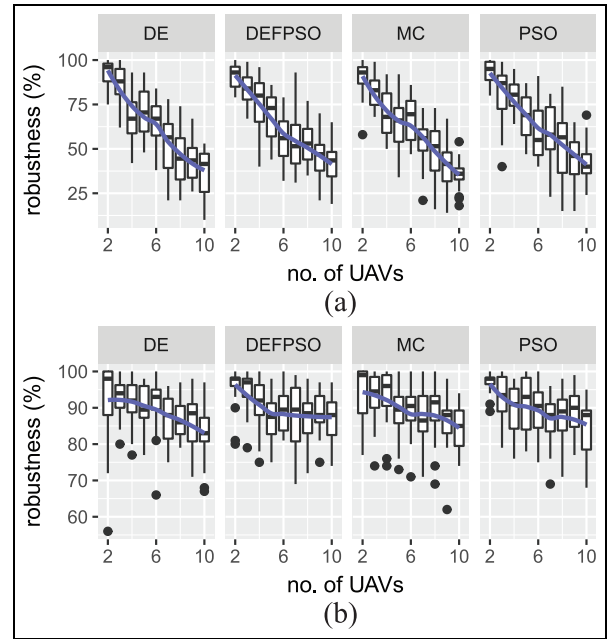 DE DEFPSO MC PSO
100
75
50
25
robustness (%)
2 6 10 2 6 10 2 6 10 2 6 10
no. of UAVs
(a)
DE DEFPSO MC PSO
100
90
80
70
60
robustness (%)
2 6 10 2 6 10 2 6 10 2 6 10
no. of UAVs
(b)